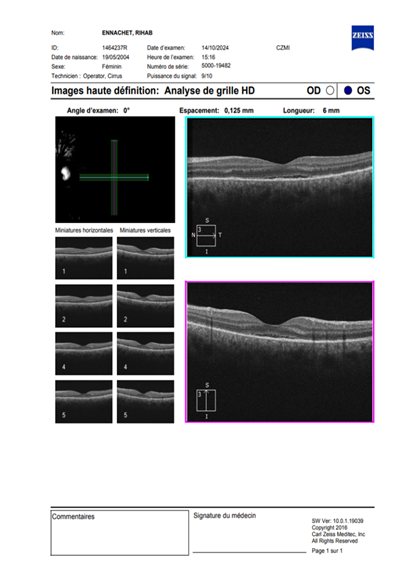 Nom: ENNACHET, RIHAB
ZEISS
ID: 1464237R Date d'examen: 14/10/2024 CZMI
Date de naissance: 19/05/2004 Heure de l'examen: 15:16
Sexe: Féminin Numéro de série: 5000-19482
Technicien : Operator, Cirrus Puissance du signal: 9/10
Images haute définition: Analyse de grille HD OD OS
Angle d'examen: 0° Espacement: 0,125 mm Longueur: 6 mm
Miniatures horizontales Miniatures verticales
1
2
4
5
S
3
N T
I
S
3
I
Commentaires
Signature du médecin
SW Ver: 10.0.1.19039
Copyright 2016
Carl Zeiss Meditec, Inc
All Rights Reserved
Page 1 sur 1